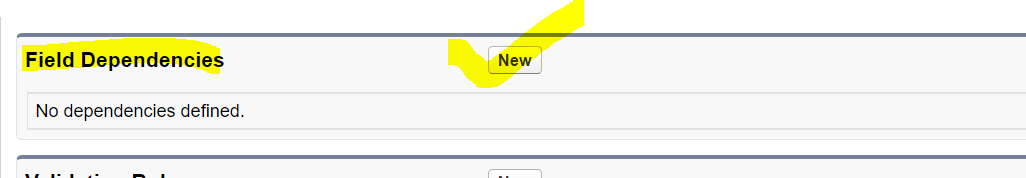 Field Dependencies New
No dependencies defined.